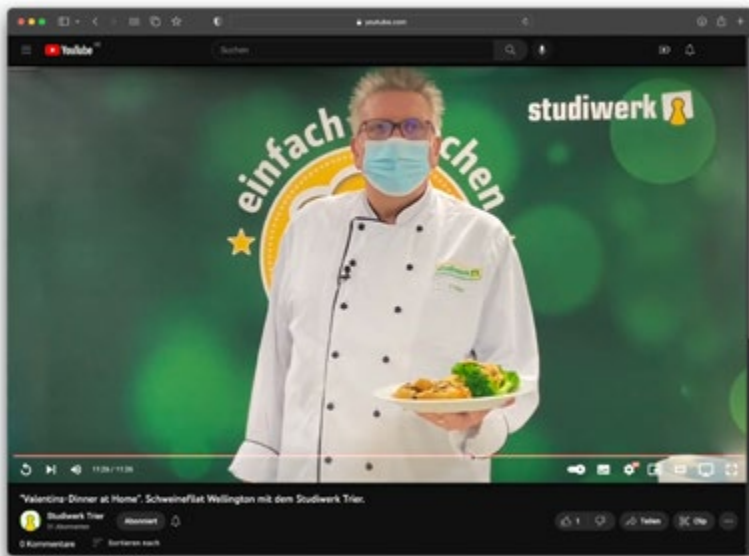 youtube.com
YouTube
Suchen
studiwerk
einfach
chen
11:26 / 11:26
"Valentins-Dinner at Home". Schweinefilet Wellington mit dem Studiwerk Trier.
Studiwerk Trier
Abonniert
1
Teilen
Clip
0 Kommentare
Sortieren nach